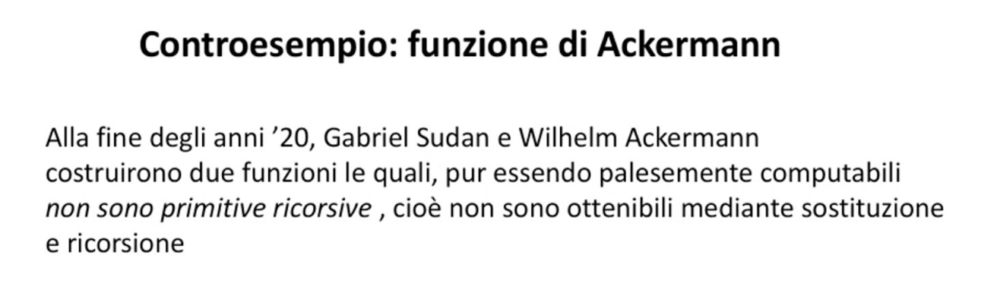 Controesempio: funzione di Ackermann
Alla fine degli anni ’20, Gabriel Sudan e Wilhelm Ackermann
costruirono due funzioni le quali, pur essendo palesemente computabili
non sono primitive ricorsive , cioè non sono ottenibili mediante sostituzione
e ricorsione